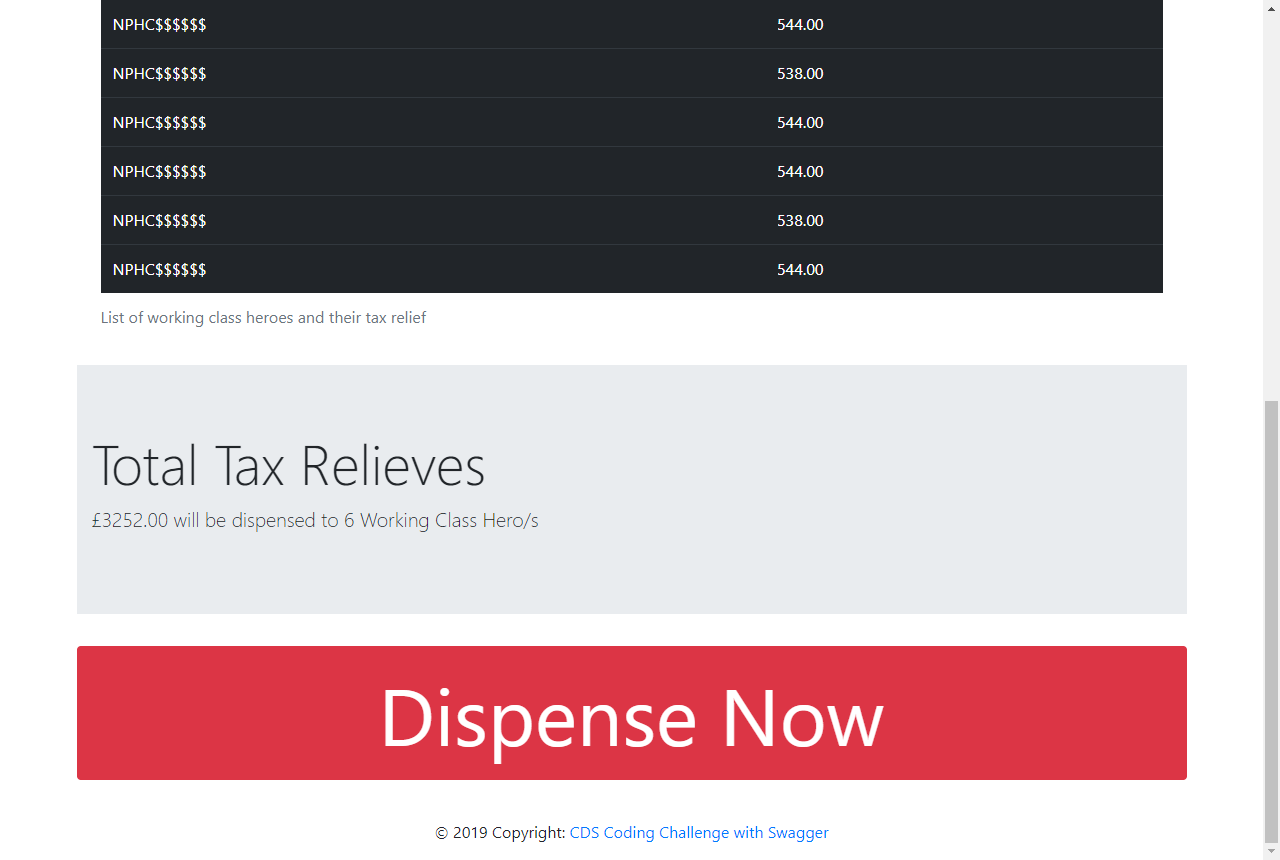 NPHC$$$$$$ 544.00
NPHC$$$$$$ 538.00
NPHC$$$$$$ 544.00
NPHC$$$$$$ 544.00
NPHC$$$$$$ 538.00
NPHC$$$$$$ 544.00
List of working class heroes and their tax relief
Total Tax Relieves
£3252.00 will be dispensed to 6 Working Class Hero/s
Dispense Now
© 2019 Copyright: CDS Coding Challenge with Swagger